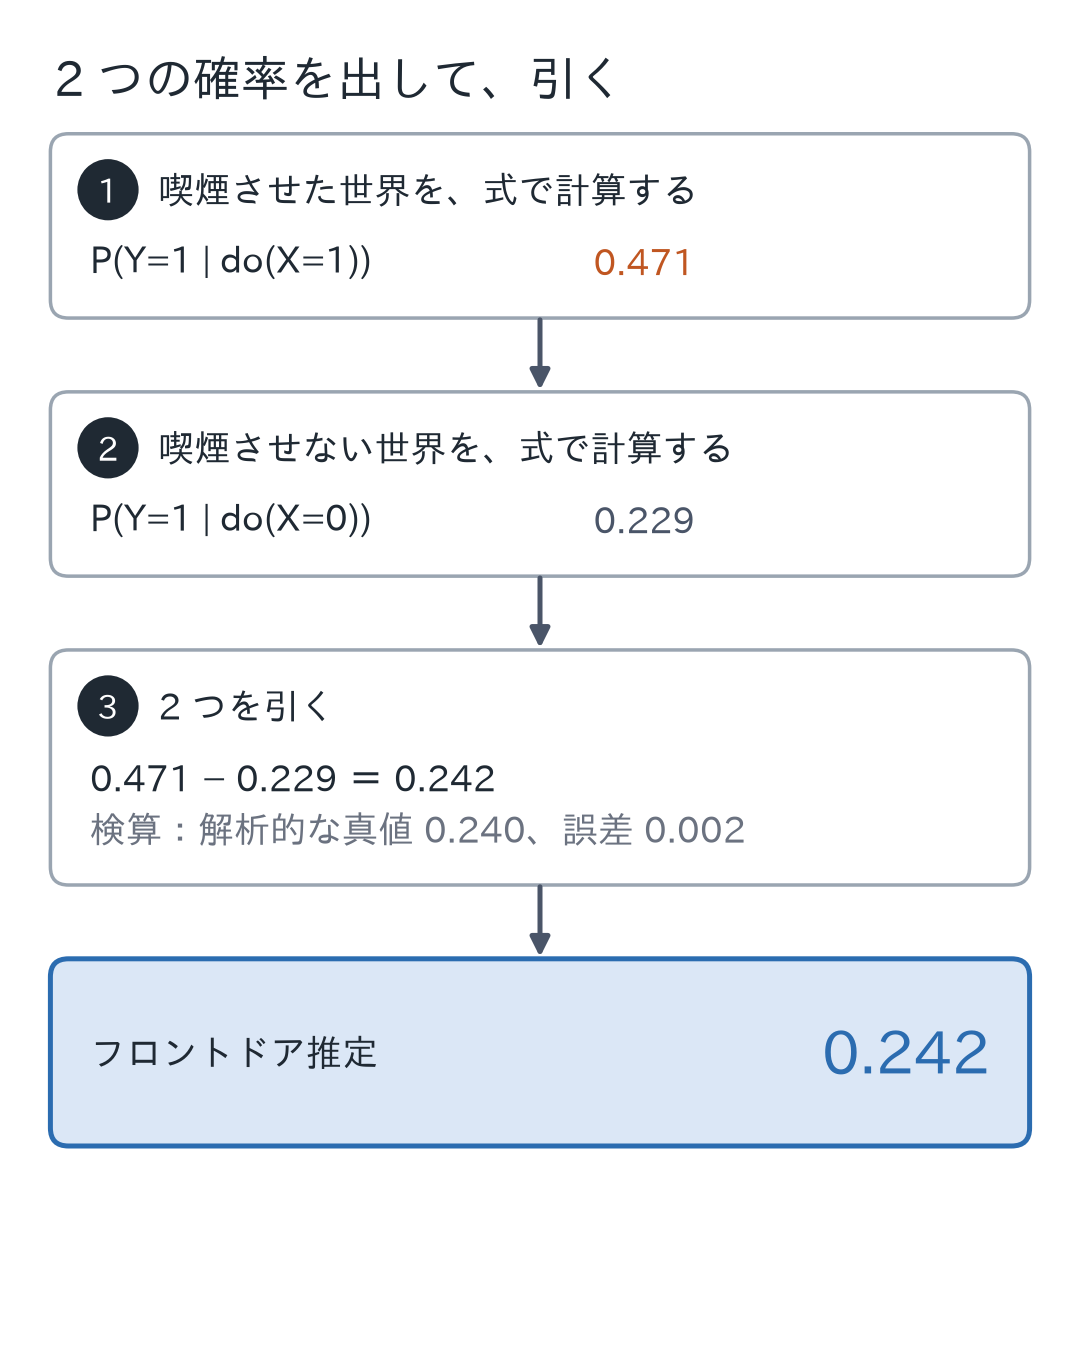 2 つの確率を出して、引く
1 喫煙させた世界を、式で計算する
P(Y=1 | do(X=1)) 0.471
2 喫煙させない世界を、式で計算する
P(Y=1 | do(X=0)) 0.229
3 2 つを引く
0.471 − 0.229 ＝ 0.242
検算：解析的な真値 0.240、誤差 0.002
フロントドア推定 0.242